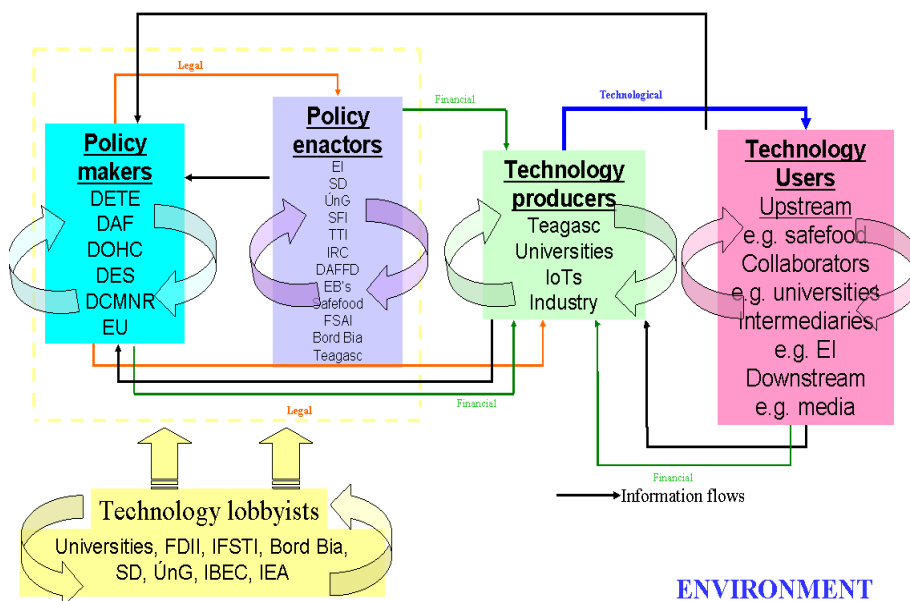 Legal
Financial
Technological
Policy
makers
DETE
DAF
DOHC
DES
DCMNR
EU
Policy
enactors
EI
SD
ÚnG
SFI
TTI
IRC
DAFFD
EB's
Safefood
FSAI
Bord Bia
Teagasc
Technology
producers
Teagasc
Universities
IoTs
Industry
Technology
Users
Upstream
e.g. safefood
Collaborators
e.g. universities
Intermediaries
e.g. EI
Downstream
e.g. media
Legal
Financial
Financial
Information flows
Technology lobbyists
Universities, FDII, IFSTI, Bord Bia,
SD, ÚnG, IBEC, IEA
ENVIRONMENT